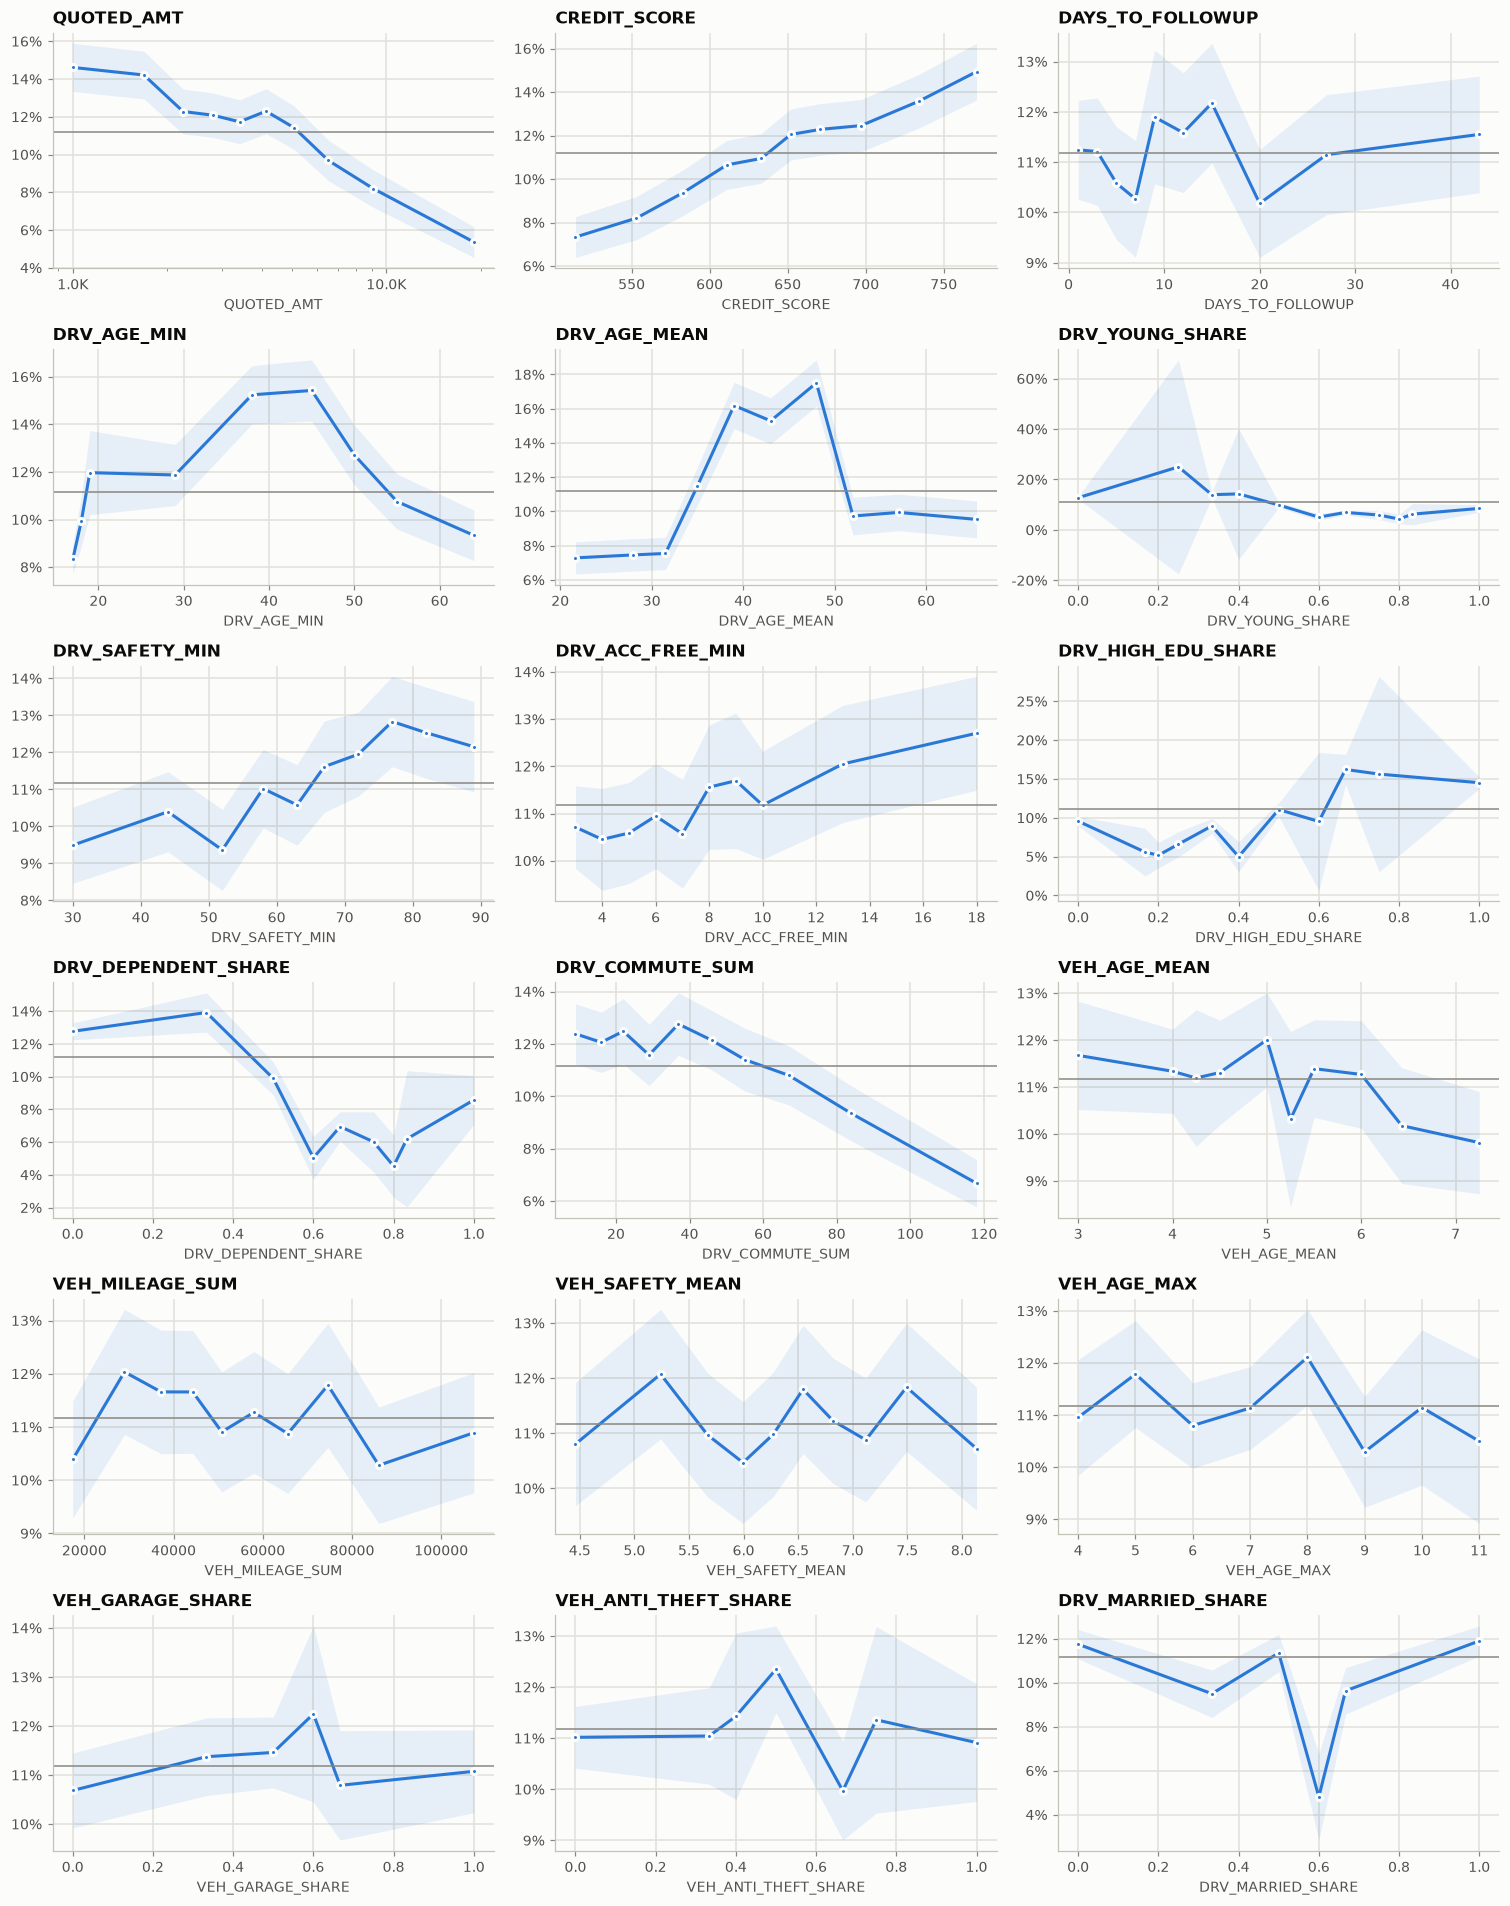 QUOTED_AMT
16%
14%
12%
10%
8%
6%
4%
1.0K 10.0K
QUOTED_AMT
CREDIT_SCORE
16%
14%
12%
10%
8%
6%
550 600 650 700 750
CREDIT_SCORE
DAYS_TO_FOLLOWUP
13%
12%
11%
10%
9%
0 10 20 30 40
DAYS_TO_FOLLOWUP
DRV_AGE_MIN
16%
14%
12%
10%
8%
20 30 40 50 60
DRV_AGE_MIN
DRV_AGE_MEAN
18%
16%
14%
12%
10%
8%
6%
20 30 40 50 60
DRV_AGE_MEAN
DRV_YOUNG_SHARE
60%
40%
20%
0%
-20%
0.0 0.2 0.4 0.6 0.8 1.0
DRV_YOUNG_SHARE
DRV_SAFETY_MIN
14%
13%
12%
11%
10%
9%
8%
30 40 50 60 70 80 90
DRV_SAFETY_MIN
DRV_ACC_FREE_MIN
14%
13%
12%
11%
10%
4 6 8 10 12 14 16 18
DRV_ACC_FREE_MIN
DRV_HIGH_EDU_SHARE
25%
20%
15%
10%
5%
0%
0.0 0.2 0.4 0.6 0.8 1.0
DRV_HIGH_EDU_SHARE
DRV_DEPENDENT_SHARE
14%
12%
10%
8%
6%
4%
2%
0.0 0.2 0.4 0.6 0.8 1.0
DRV_DEPENDENT_SHARE
DRV_COMMUTE_SUM
14%
12%
10%
8%
6%
20 40 60 80 100 120
DRV_COMMUTE_SUM
VEH_AGE_MEAN
13%
12%
11%
10%
9%
3 4 5 6 7
VEH_AGE_MEAN
VEH_MILEAGE_SUM
13%
12%
11%
10%
9%
20000 40000 60000 80000 100000
VEH_MILEAGE_SUM
VEH_SAFETY_MEAN
13%
12%
11%
10%
4.5 5.0 5.5 6.0 6.5 7.0 7.5 8.0
VEH_SAFETY_MEAN
VEH_AGE_MAX
13%
12%
11%
10%
9%
4 5 6 7 8 9 10 11
VEH_AGE_MAX
VEH_GARAGE_SHARE
14%
13%
12%
11%
10%
0.0 0.2 0.4 0.6 0.8 1.0
VEH_GARAGE_SHARE
VEH_ANTI_THEFT_SHARE
13%
12%
11%
10%
9%
0.0 0.2 0.4 0.6 0.8 1.0
VEH_ANTI_THEFT_SHARE
DRV_MARRIED_SHARE
12%
10%
8%
6%
4%
0.0 0.2 0.4 0.6 0.8 1.0
DRV_MARRIED_SHARE